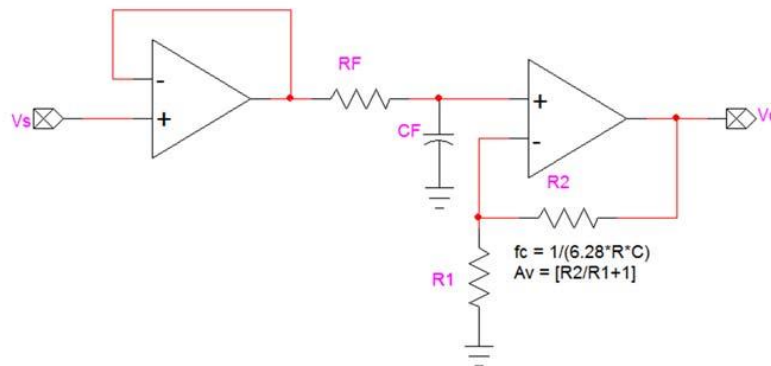 RF
Vs
-
+
CF
+
-
R2
R1
fc = 1/(6.28*R*C)
Av = [R2/R1+1]